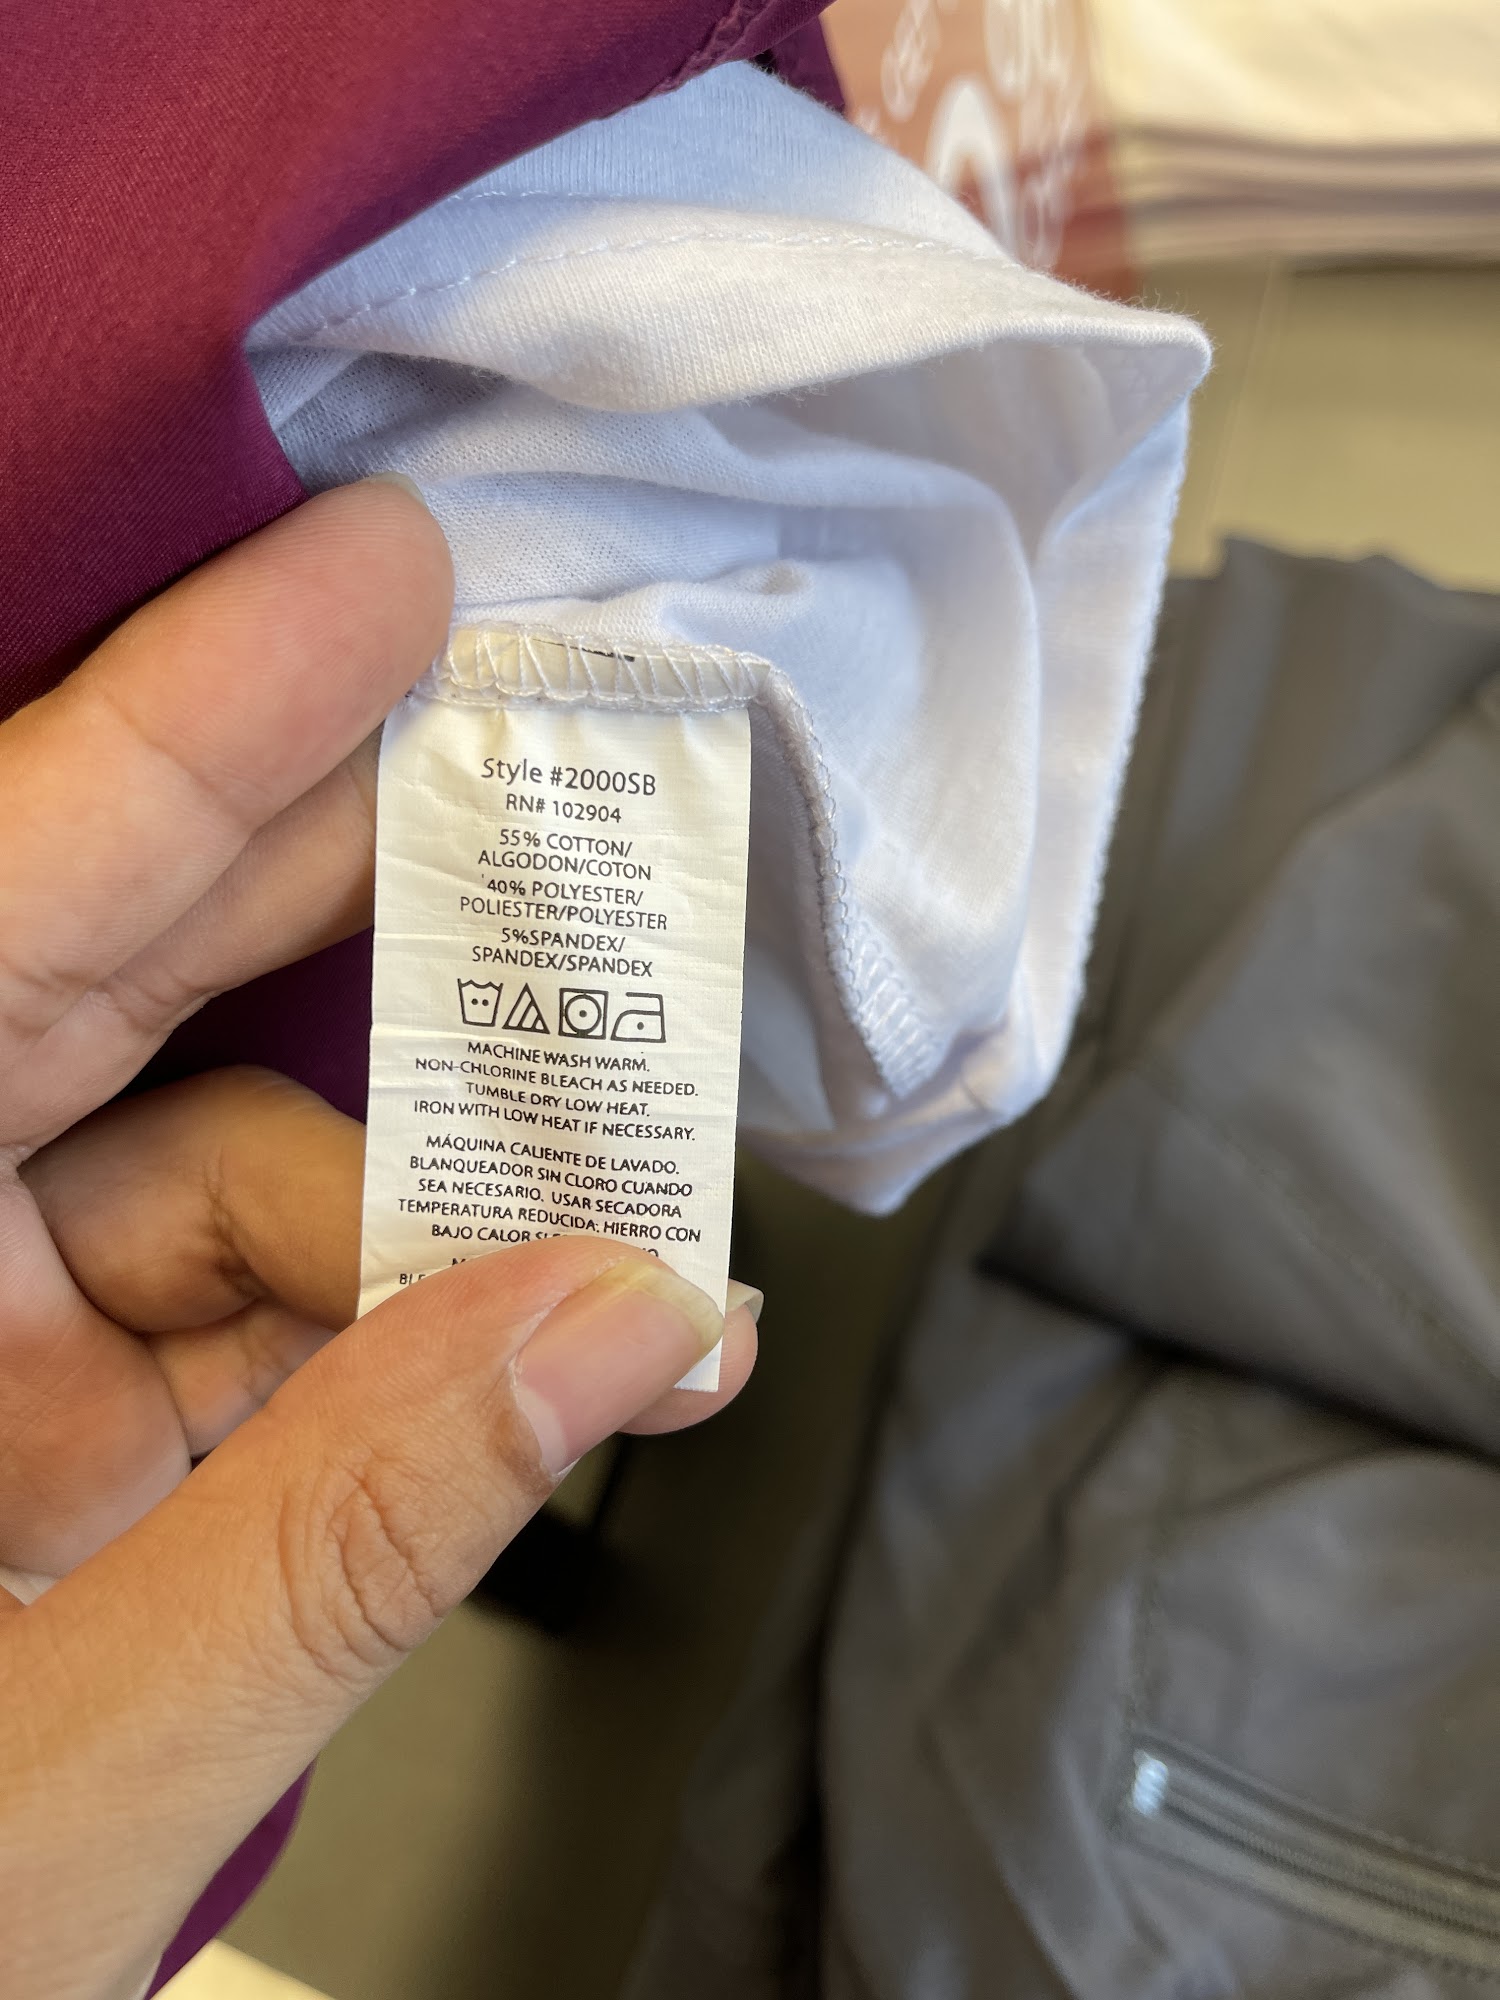 Style #2000SB
RN# 102904
55% COTTON/
ALGODON/COTON
40% POLYESTER/
POLIESTER/POLYESTER
5%SPANDEX/
SPANDEX/SPANDEX
MACHINE WASH WARM.
NON-CHLORINE BLEACH AS NEEDED.
TUMBLE DRY LOW HEAT.
IRON WITH LOW HEAT IF NECESSARY.
MÁQUINA CALIENTE DE LAVADO.
BLANQUEADOR SIN CLORO CUANDO
SEA NECESARIO. USAR SECADORA
TEMPERATURA REDUCIDA: HIERRO CON
BAJO CALOR